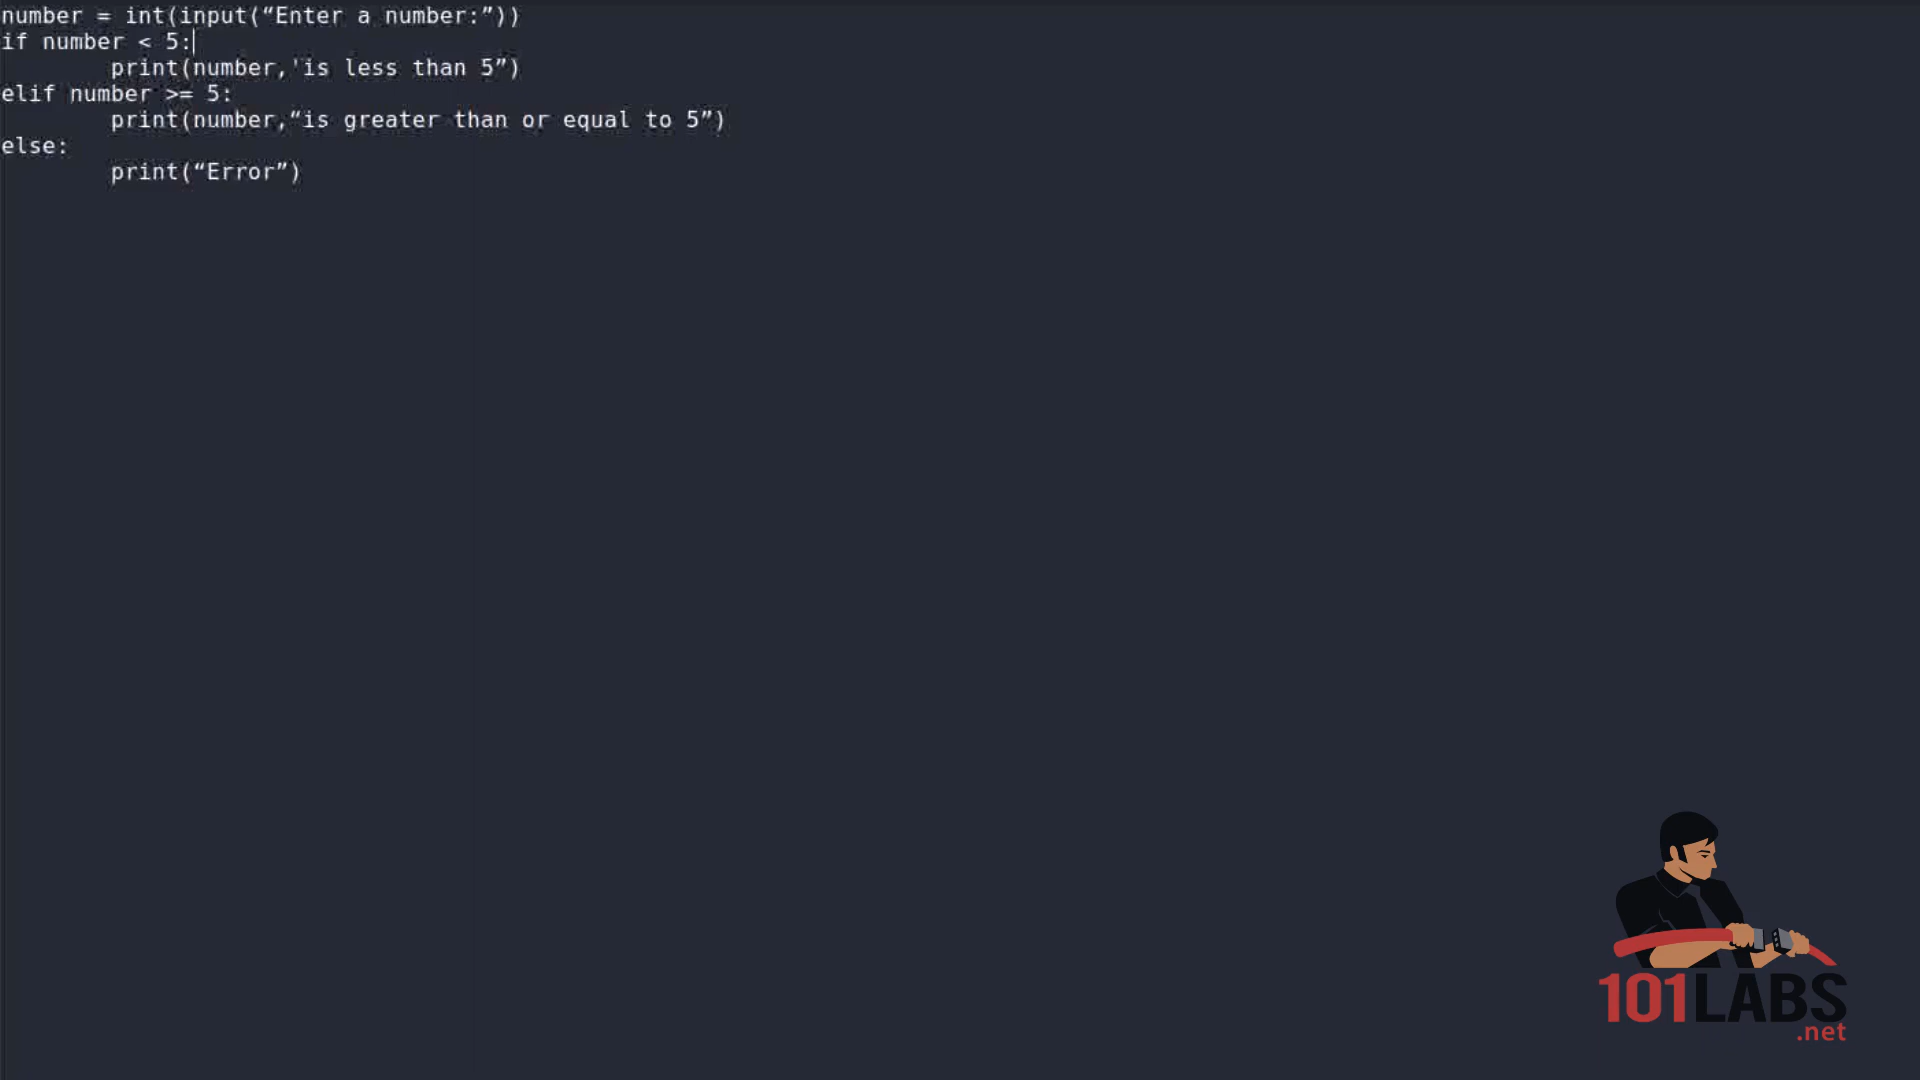 number = int(input(“Enter a number:”))
if number < 5:
print(number,'is less than 5”)
elif number >= 5:
print(number,“is greater than or equal to 5”)
else:
print(“Error”)
101LABS
.net